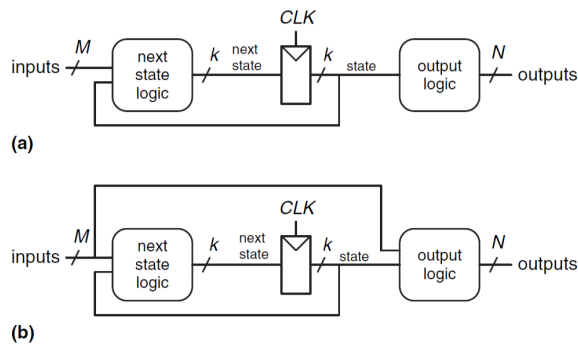 CLK
M
next
state
logic
k
next
state
k
state
output
logic
N
inputs
outputs
(a)
CLK
M
next
state
logic
k
next
state
k
state
output
logic
N
inputs
outputs
(b)